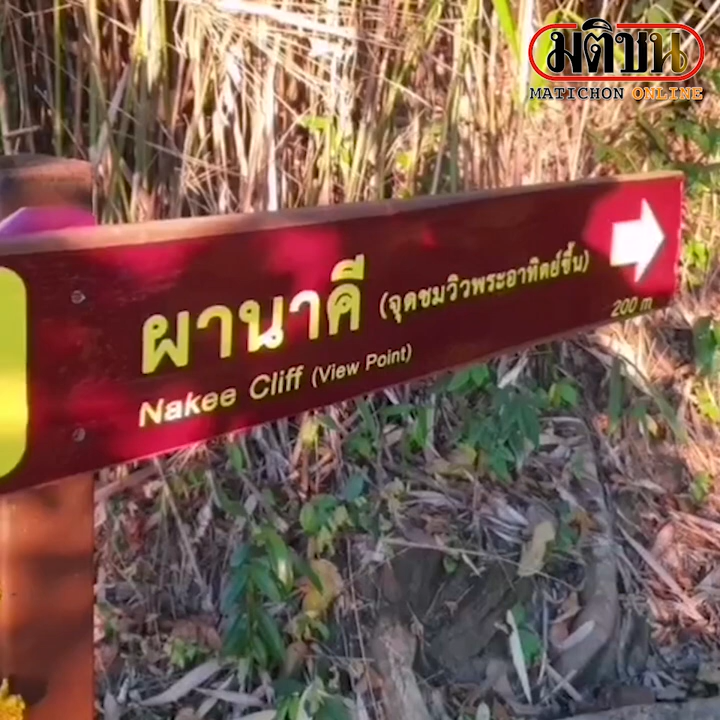 มติชน
MATICHON ONLINE
ผานาคี (จุดชมวิวพระอาทิตย์ขึ้น)
200 m
Nakee Cliff (View Point)